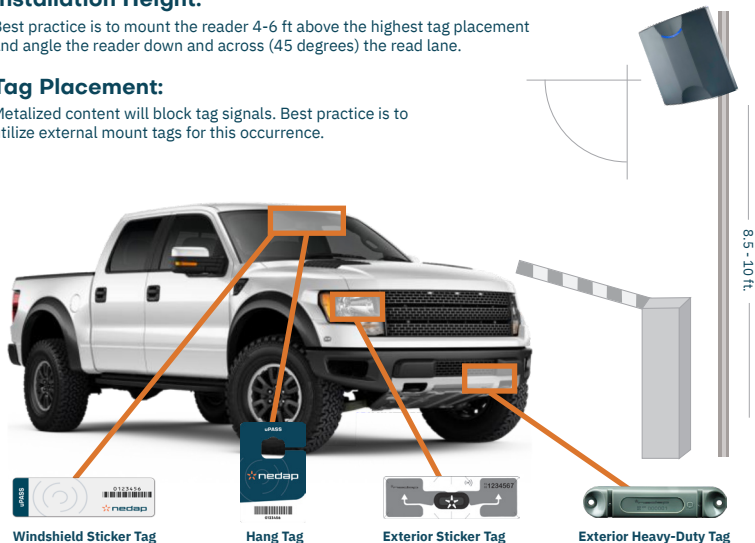 Installation Height:
Best practice is to mount the reader 4-6 ft above the highest tag placement
and angle the reader down and across (45 degrees) the read lane.
Tag Placement:
Metalized content will block tag signals. Best practice is to
utilize external mount tags for this occurrence.
8.5 - 10 ft.
uPASS
0123456
nedap
uPASS
nedap
0123456
1234567
Windshield Sticker Tag
Hang Tag
Exterior Sticker Tag
Exterior Heavy-Duty Tag